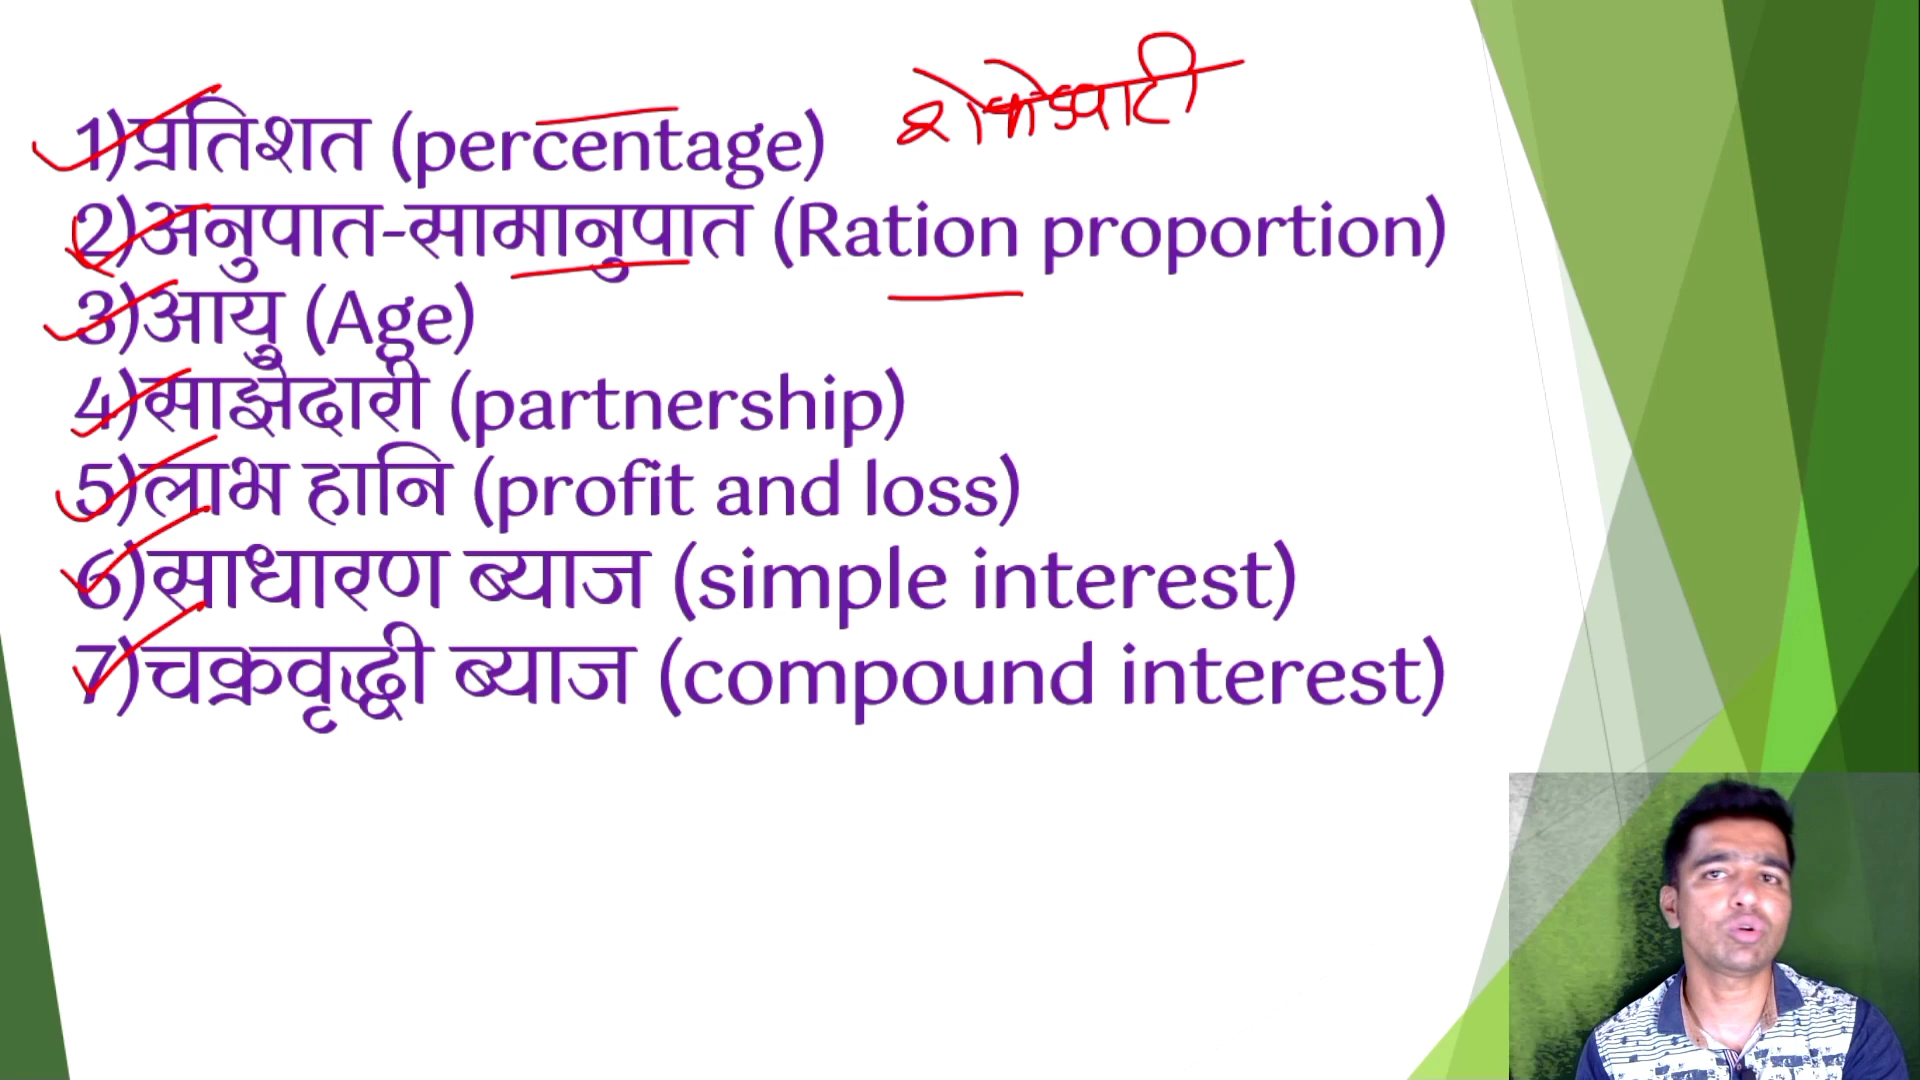 1)प्रतिशत (percentage) शेकडेवारी
2)अनुपात-सामानुपात (Ration proportion)
3)आयु (Age)
4)साझेदारी (partnership)
5)लाभ हानि (profit and loss)
6)साधारण ब्याज (simple interest)
7)चक्रवृद्धी ब्याज (compound interest)